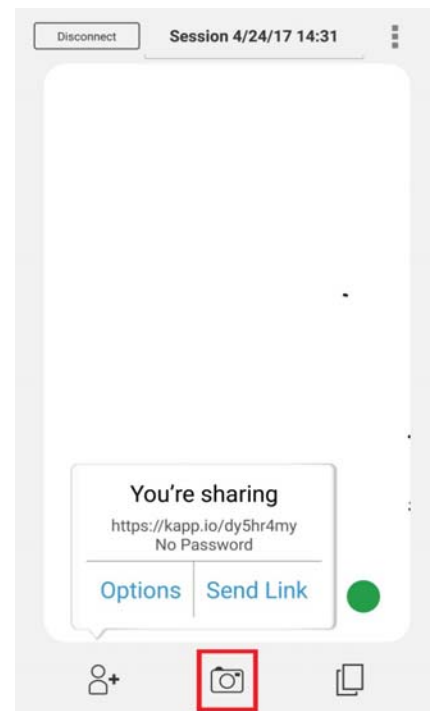 Disconnect
Session 4/24/17 14:31
You're sharing
https://kapp.io/dy5hr4my
No Password
Options
Send Link